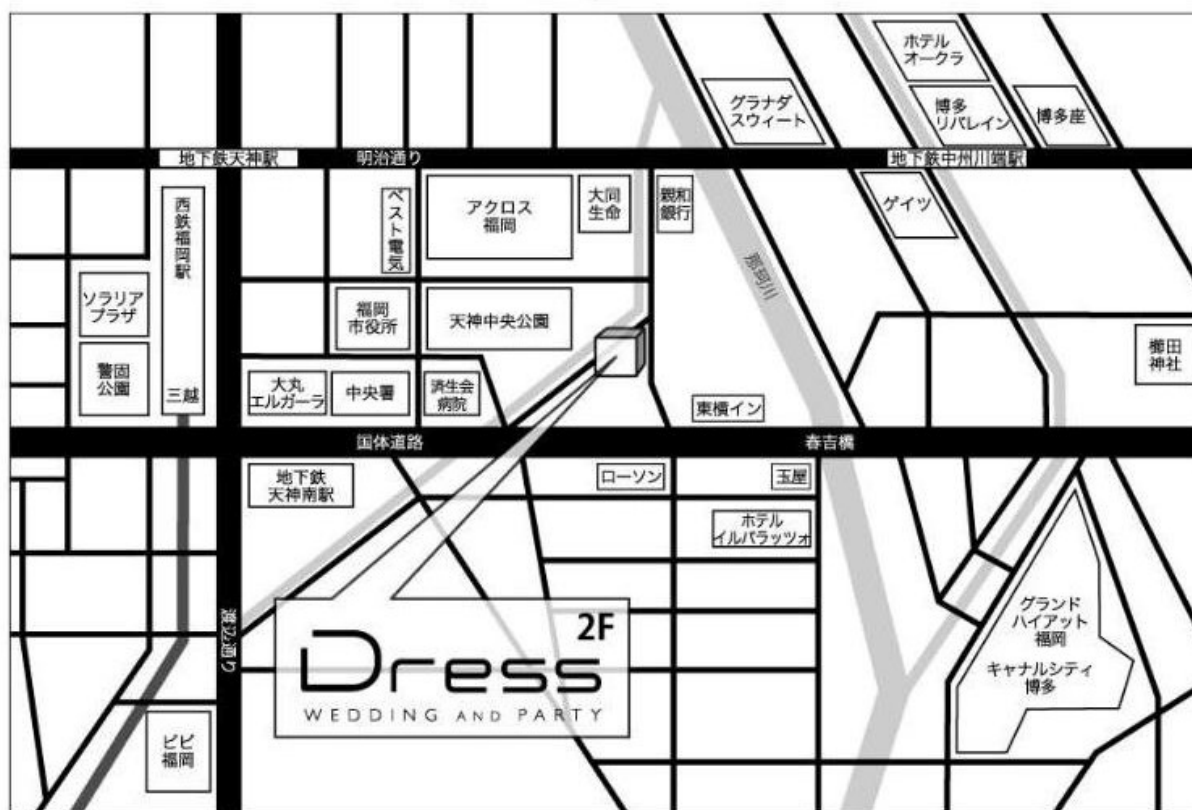 ホテル
オークラ
グラナダ
スウィート
博多
リバレイン
博多座
地下鉄天神駅
明治通り
地下鉄中州川端駅
西鉄福岡駅
三越
ベスト電気
アクロス
福岡
大同
生命
親和
銀行
ゲイツ
那珂川
ソラリア
プラザ
福岡
市役所
天神中央公園
櫛田
神社
警固
公園
大丸
エルガーラ
中央署
済生会
病院
東横イン
国体道路
春吉橋
地下鉄
天神南駅
ローソン
玉屋
ホテル
イルパラッツォ
渡辺通り
2F
Dress
WEDDING AND PARTY
グランド
ハイアット
福岡
キャナルシティ
博多
ビビ
福岡